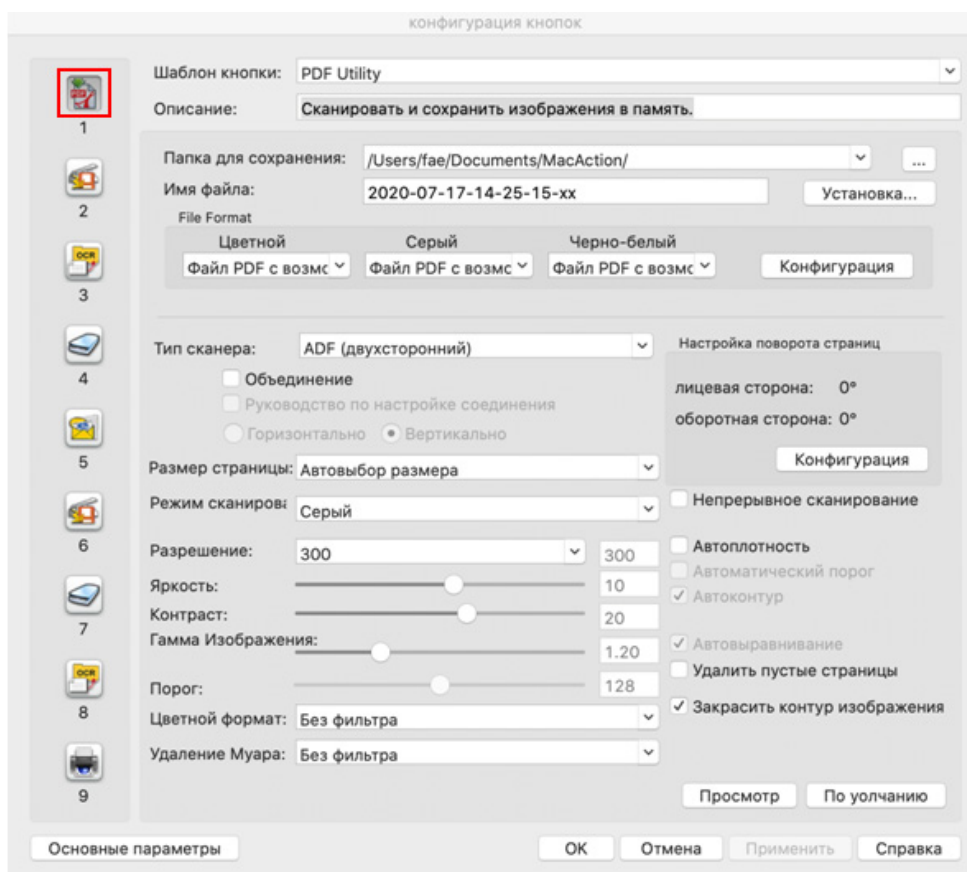 конфигурация кнопок
Шаблон кнопки: PDF Utility
Описание: Сканировать и сохранить изображения в память.
1
Папка для сохранения: /Users/fae/Documents/MacAction/ ...
Имя файла: 2020-07-17-14-25-15-xx Установка...
2
File Format
Цветной Серый Черно-белый
Файл PDF с возмс Файл PDF с возмс Файл PDF с возмс Конфигурация
OCR
3
Тип сканера: ADF (двухсторонний) Настройка поворота страниц
4
Объединение лицевая сторона: 0°
Руководство по настройке соединения
оборотная сторона: 0°
Горизонтально Вертикально
5
Размер страницы: Автовыбор размера Конфигурация
Режим сканирова Серый Непрерывное сканирование
6
Разрешение: 300 300 Автоплотность
Автоматический порог
Яркость: 10 Автоконтур
Контраст: 20
7
Гамма Изображения: 1.20 Автовыравнивание
Удалить пустые страницы
OCR
Порог: 128
8
Цветной формат: Без фильтра Закрасить контур изображения
Удаление Муара: Без фильтра
9
Просмотр По уолчанию
Основные параметры OK Отмена Применить Справка